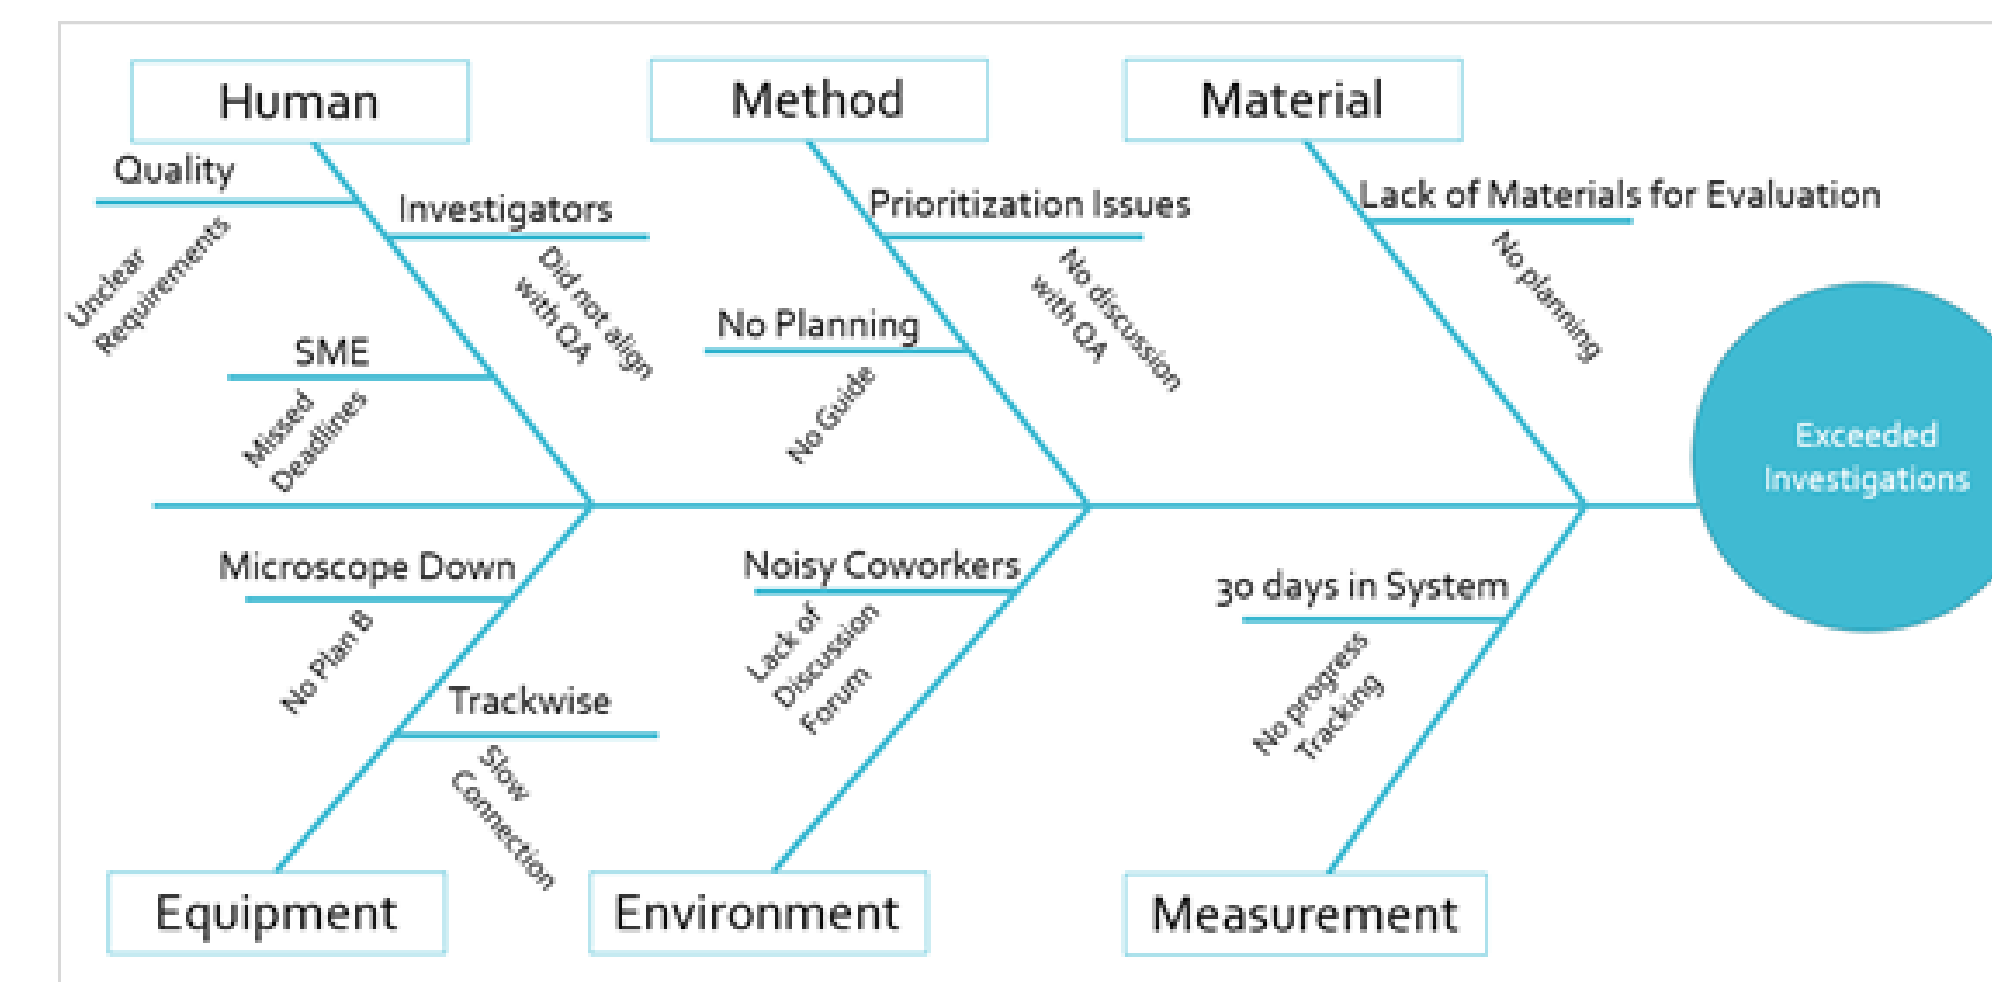 Human
Method
Material
Quality
Unclear
Requirements
Investigators
Did not align
with QA
SME
Missed
Deadlines
Prioritization Issues
No discussion
with QA
No Planning
No Guide
Lack of Materials for Evaluation
No planning
Exceeded
Investigations
Microscope Down
No Plan B
Trackwise
Slow
Connection
Noisy Coworkers
Lack of
Discussion
Forum
30 days in System
No progress
Tracking
Equipment
Environment
Measurement